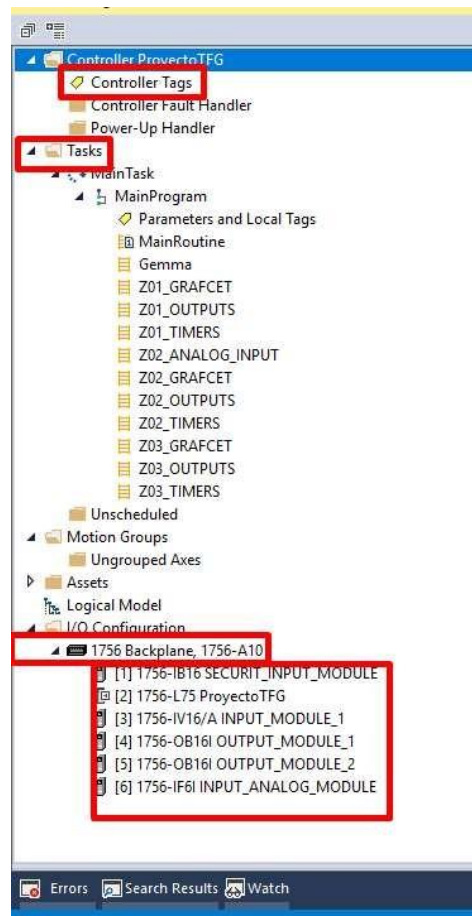 Controller ProyectoTFG
Controller Tags
Controller Fault Handler
Power-Up Handler
Tasks
MainTask
MainProgram
Parameters and Local Tags
MainRoutine
Gemma
Z01_GRAFCET
Z01_OUTPUTS
Z01_TIMERS
Z02_ANALOG_INPUT
Z02_GRAFCET
Z02_OUTPUTS
Z02_TIMERS
Z03_GRAFCET
Z03_OUTPUTS
Z03_TIMERS
Unscheduled
Motion Groups
Ungrouped Axes
Assets
Logical Model
I/O Configuration
1756 Backplane, 1756-A10
[1] 1756-IB16 SECURIT_INPUT_MODULE
[2] 1756-L75 ProyectoTFG
[3] 1756-IV16/A INPUT_MODULE_1
[4] 1756-OB16I OUTPUT_MODULE_1
[5] 1756-OB16I OUTPUT_MODULE_2
[6] 1756-IF6I INPUT_ANALOG_MODULE
Errors Search Results Watch